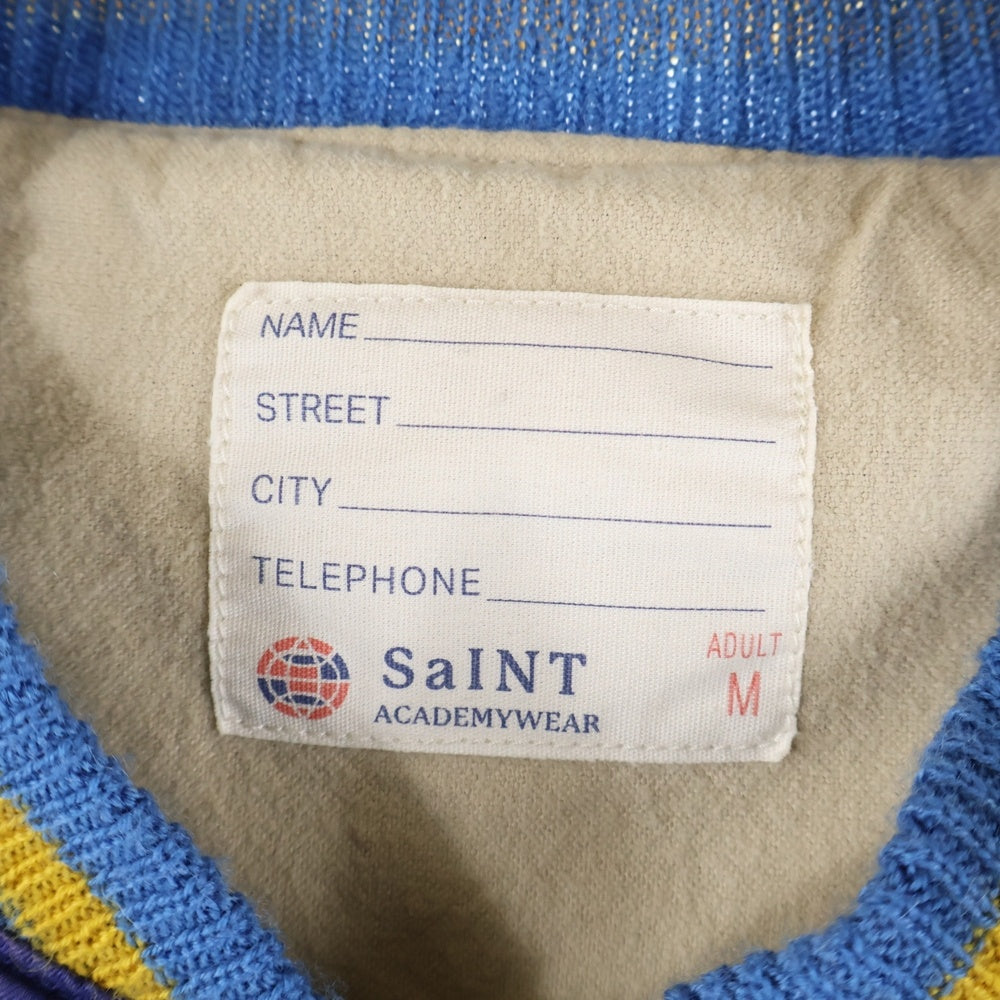 NAME
STREET
CITY
TELEPHONE
SaINT
ACADEMYWEAR
ADULT
M